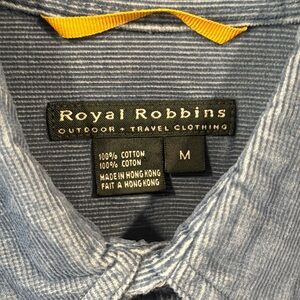 Royal Robbins
OUTDOOR + TRAVEL CLOTHING
100% COTTON
100% COTON
MADE IN HONG KONG
FAIT A HONG KONG
M